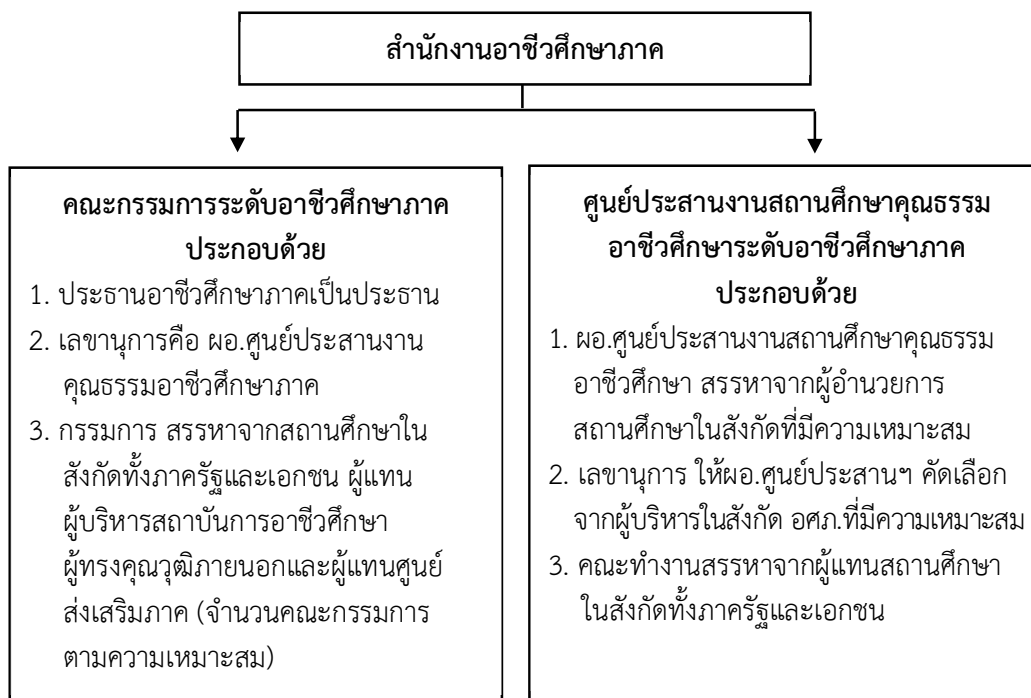 สำนักงานอาชีวศึกษาภาค
คณะกรรมการระดับอาชีวศึกษาภาค
ประกอบด้วย
1. ประธานอาชีวศึกษาภาคเป็นประธาน
2. เลขานุการคือ ผอ.ศูนย์ประสานงาน
คุณธรรมอาชีวศึกษาภาค
3. กรรมการ สรรหาจากสถานศึกษาใน
สังกัดทั้งภาครัฐและเอกชน ผู้แทน
ผู้บริหารสถาบันการอาชีวศึกษา
ผู้ทรงคุณวุฒิภายนอกและผู้แทนศูนย์
ส่งเสริมภาค (จำนวนคณะกรรมการ
ตามความเหมาะสม)
ศูนย์ประสานงานสถานศึกษาคุณธรรม
อาชีวศึกษาระดับอาชีวศึกษาภาค
ประกอบด้วย
1. ผอ.ศูนย์ประสานงานสถานศึกษาคุณธรรม
อาชีวศึกษา สรรหาจากผู้อำนวยการ
สถานศึกษาในสังกัดที่มีความเหมาะสม
2. เลขานุการ ให้ผอ.ศูนย์ประสานฯ คัดเลือก
จากผู้บริหารในสังกัด อศภ.ที่มีความเหมาะสม
3. คณะทำงานสรรหาจากผู้แทนสถานศึกษา
ในสังกัดทั้งภาครัฐและเอกชน